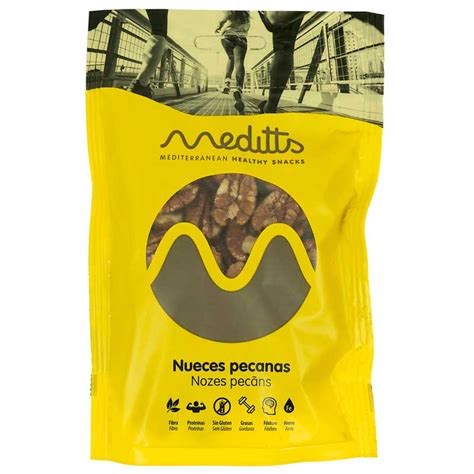 Meditts
MEDITERRANEAN HEALTHY SNACKS
Nueces pecanas
Nozes pecãns
Fibra Proteínas Sin Gluten Grasas Fósforo Hierro
Fibra Proteínas Sem Glúten Gorduras Fósforo Ferro